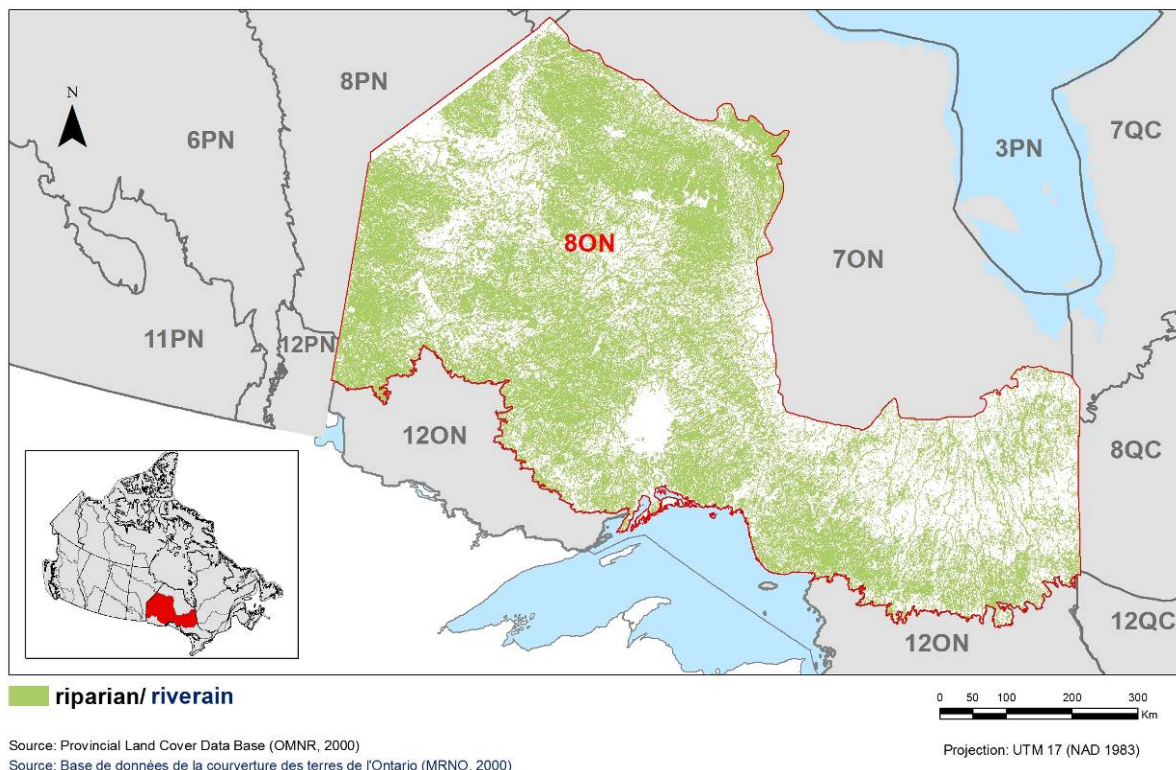 N
8PN
6PN
3PN
7QC
8ON
7ON
11PN
12PN
12ON
8QC
12ON
12QC
riparian/ riverain
0 50 100 200 300
Km
Source: Provincial Land Cover Data Base (OMNR, 2000)
Projection: UTM 17 (NAD 1983)
Source: Base de données de la courverture des terres de l'Ontario (MRNO, 2000)